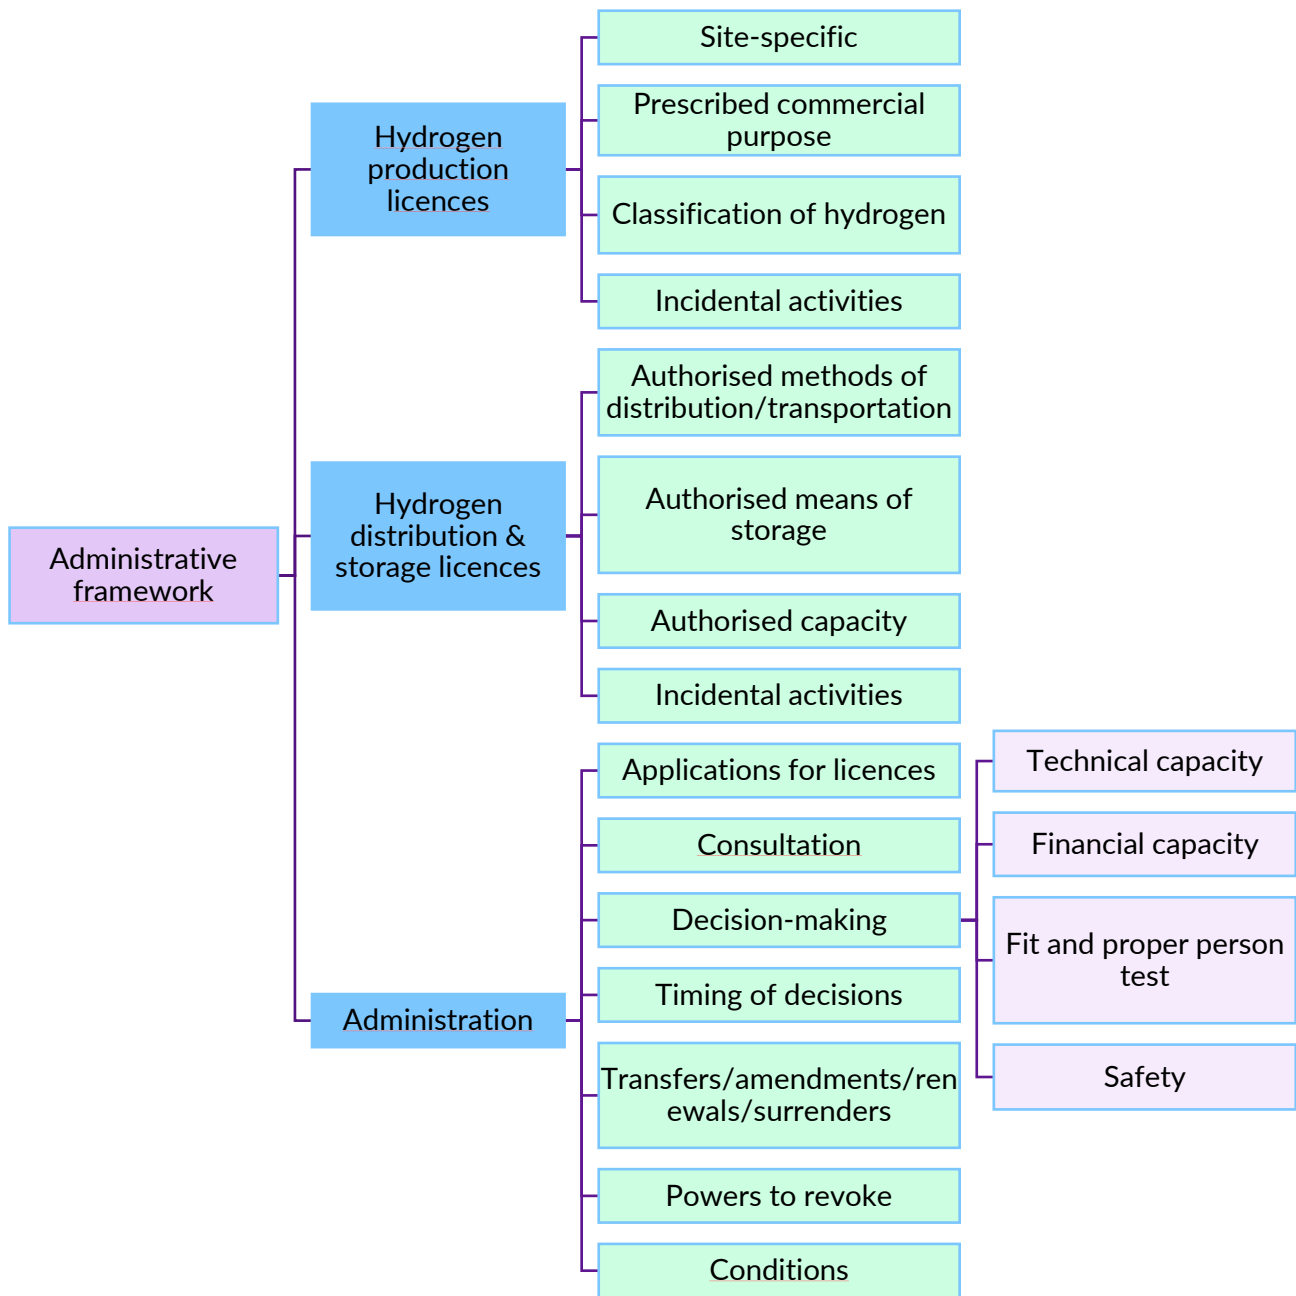 Administrative
framework
Hydrogen
production
licences
Site-specific
Prescribed commercial
purpose
Classification of hydrogen
Incidental activities
Hydrogen
distribution &
storage licences
Authorised methods of
distribution/transportation
Authorised means of
storage
Authorised capacity
Incidental activities
Administration
Applications for licences
Consultation
Decision-making
Technical capacity
Financial capacity
Fit and proper person
test
Safety
Timing of decisions
Transfers/amendments/ren
ewals/surrenders
Powers to revoke
Conditions